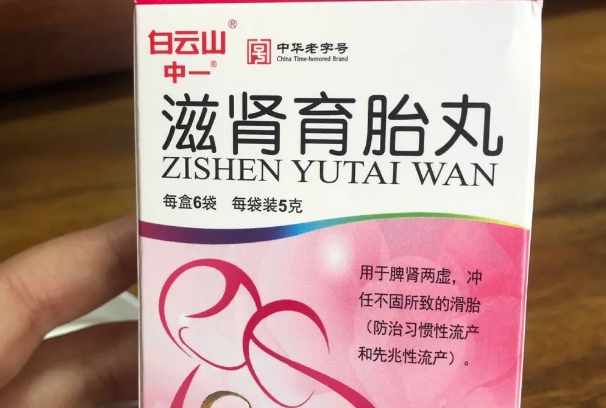 白云山®
中一®
中华老字号
China Time-honored Brand
滋肾育胎丸
ZISHEN YUTAI WAN
每盒6袋 每袋装5克
用于脾肾两虚，冲
任不固所致的滑胎
（防治习惯性流产
和先兆性流产）。